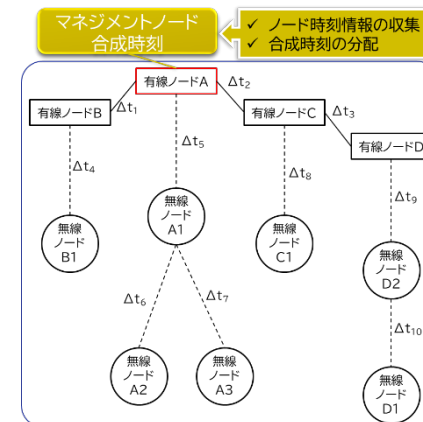 マネジメントノード
合成時刻
✓ ノード時刻情報の収集
✓ 合成時刻の分配
有線ノードA
Δt₂
有線ノードB
Δt₁
有線ノードC
Δt₃
Δt₅
有線ノードD
Δt₄
Δt₈
Δt₉
無線
ノード
A1
無線
ノード
B1
無線
ノード
C1
無線
ノード
D2
Δt₆
Δt₇
Δt₁₀
無線
ノード
A2
無線
ノード
A3
無線
ノード
D1